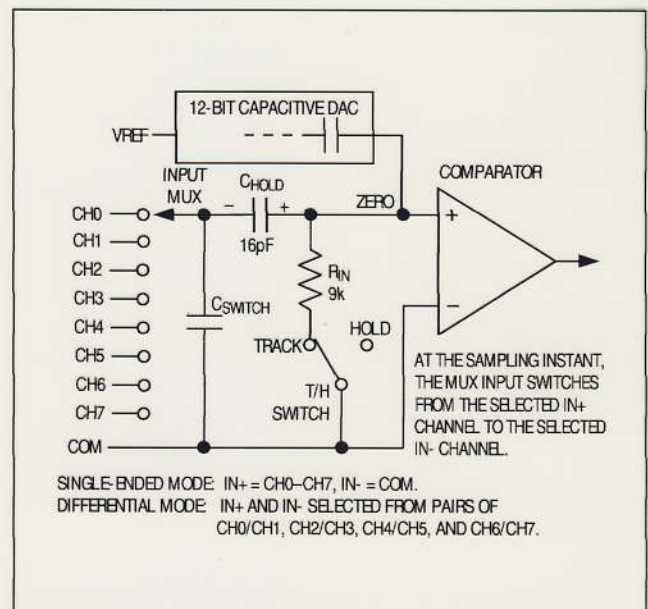 12-BIT CAPACITIVE DAC
VREF
COMPARATOR
INPUT
MUX
CHOLD
ZERO
− +
16pF
+
−
CH0
CH1
CH2
CH3
CH4
CH5
CH6
CH7
COM
CSWITCH
RIN
9k
HOLD
TRACK
T/H
SWITCH
AT THE SAMPLING INSTANT,
THE MUX INPUT SWITCHES
FROM THE SELECTED IN+
CHANNEL TO THE SELECTED
IN- CHANNEL.
SINGLE-ENDED MODE: IN+ = CH0–CH7, IN- = COM.
DIFFERENTIAL MODE: IN+ AND IN- SELECTED FROM PAIRS OF
CH0/CH1, CH2/CH3, CH4/CH5, AND CH6/CH7.